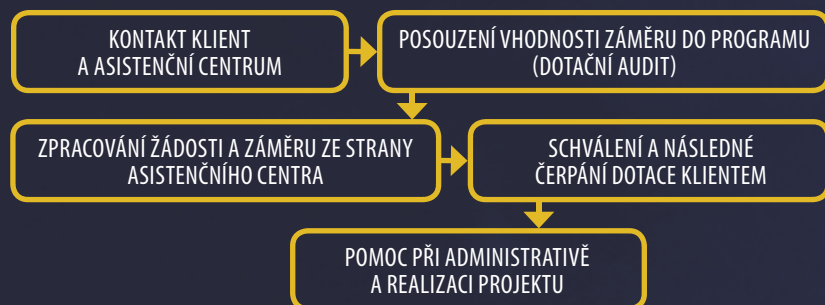 KONTAKT KLIENT
A ASISTENČNÍ CENTRUM
POSOUZENÍ VHODNOSTI ZÁMĚRU DO PROGRAMU
(DOTAČNÍ AUDIT)
ZPRACOVÁNÍ ŽÁDOSTI A ZÁMĚRU ZE STRANY
ASISTENČNÍHO CENTRA
SCHVÁLENÍ A NÁSLEDNÉ
ČERPÁNÍ DOTACE KLIENTEM
POMOC PŘI ADMINISTRATIVĚ
A REALIZACI PROJEKTU